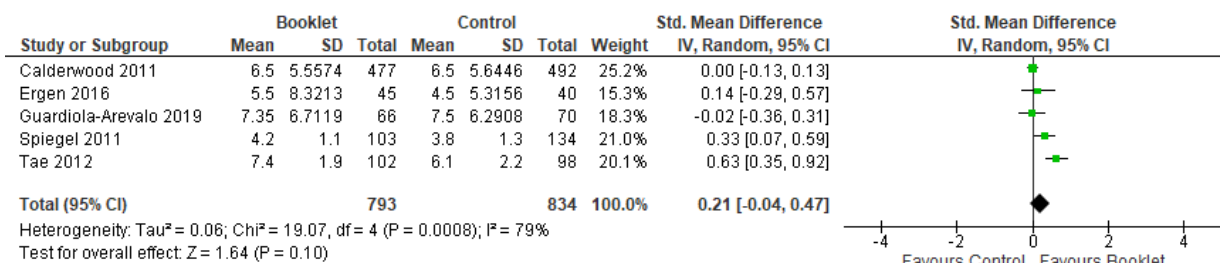 Booklet Control Std. Mean Difference Std. Mean Difference
Study or Subgroup Mean SD Total Mean SD Total Weight IV, Random, 95% CI IV, Random, 95% CI
Calderwood 2011 6.5 5.5574 477 6.5 5.6446 492 25.2% 0.00 [-0.13, 0.13]
Ergen 2016 5.5 8.3213 45 4.5 5.3156 40 15.3% 0.14 [-0.29, 0.57]
Guardiola-Arevalo 2019 7.35 6.7119 66 7.5 6.2908 70 18.3% -0.02 [-0.36, 0.31]
Spiegel 2011 4.2 1.1 103 3.8 1.3 134 21.0% 0.33 [0.07, 0.59]
Tae 2012 7.4 1.9 102 6.1 2.2 98 20.1% 0.63 [0.35, 0.92]
Total (95% CI) 793 834 100.0% 0.21 [-0.04, 0.47]
Heterogeneity: Tau² = 0.06; Chi² = 19.07, df = 4 (P = 0.0008); I² = 79%
Test for overall effect: Z = 1.64 (P = 0.10)
-4 -2 0 2 4
Favours Control Favours Booklet